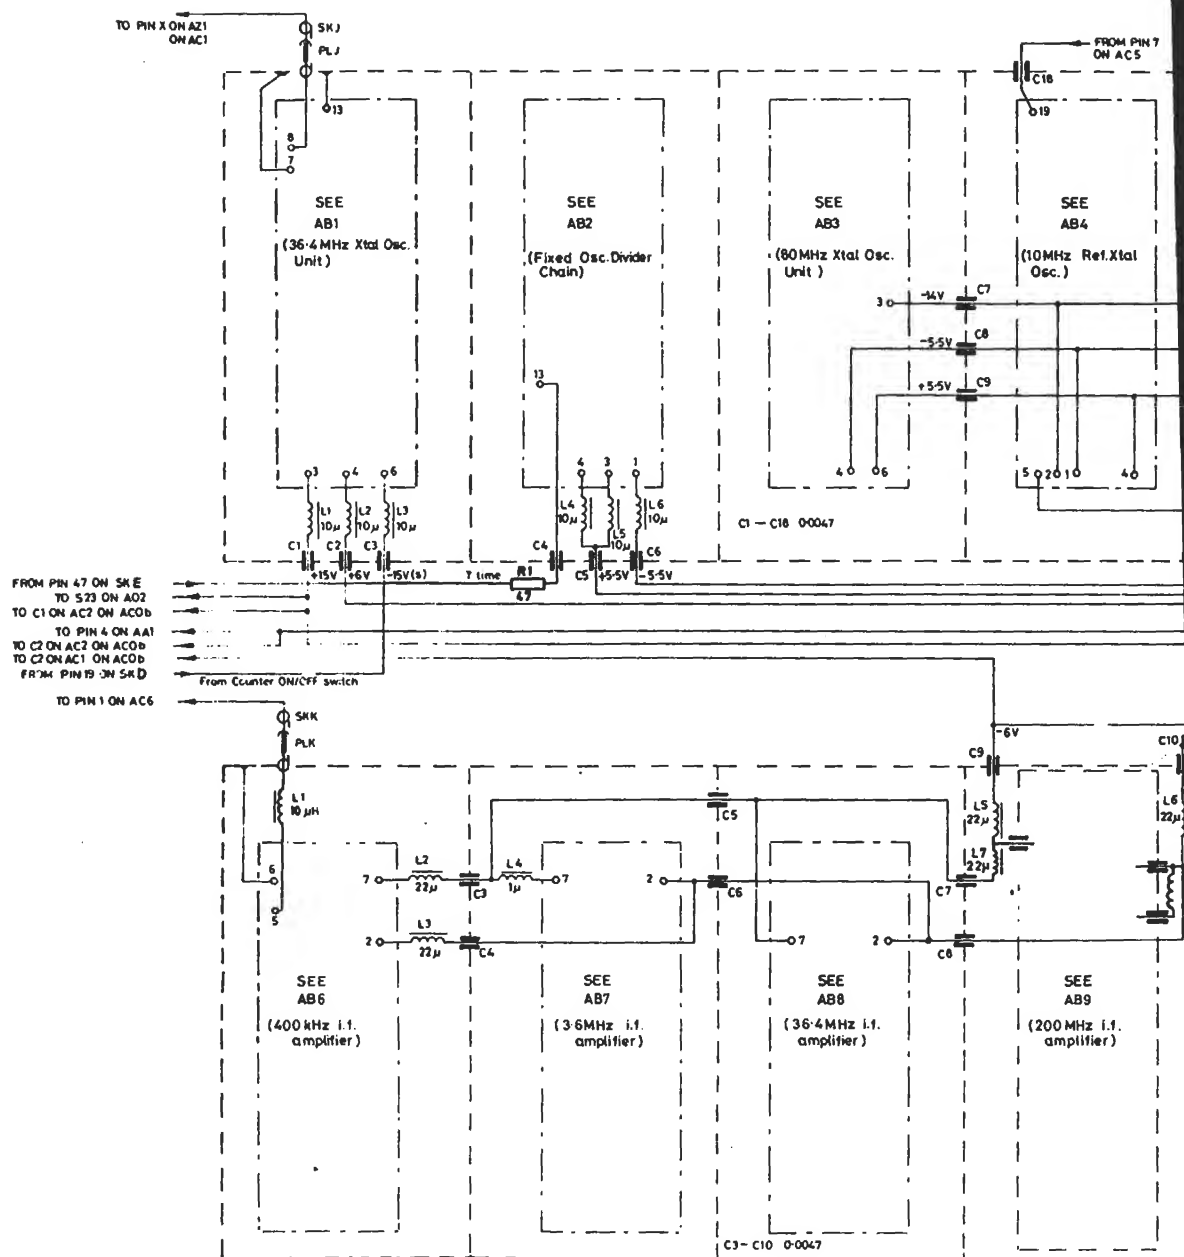 TO PIN X ON AZ1
ON AC1
SKJ
PLJ
FROM PIN 7
ON AC5
C18
13
8
7
19
SEE
AB1
(36·4MHz Xtal Osc.
Unit)
SEE
AB2
(Fixed Osc. Divider
Chain)
SEE
AB3
(80MHz Xtal Osc.
Unit)
SEE
AB4
(10MHz Ref. Xtal
Osc.)
3
-14V
C7
-5·5V
C8
+5·5V
C9
13
3
4
6
4
3
1
4
6
5
2
1
4
L1
10µ
L2
10µ
L3
10µ
L4
10µ
L5
10µ
L6
10µ
C1 — C18 0·0047
C1
C2
C3
C4
C5
C6
+15V
+6V
-15V(s)
T time
R1
47
+5·5V
-5·5V
FROM PIN 47 ON SKE
TO S23 ON AO2
TO C1 ON AC2 ON AC0b
TO PIN 4 ON AA1
TO C2 ON AC2 ON AC0b
TO C2 ON AC1 ON AC0b
FROM PIN 19 ON SKD
From Counter ON/OFF switch
TO PIN 1 ON AC6
SKK
PLK
-6V
C9
C10
L1
10µH
C5
L5
22µ
L6
22µ
L7
22µ
6
5
7
L2
22µ
C3
L4
1µ
7
2
C6
C7
2
L3
22µ
C4
7
2
C8
SEE
AB6
(400kHz i.f.
amplifier)
SEE
AB7
(3·6MHz i.f.
amplifier)
SEE
AB8
(36·4MHz i.f.
amplifier)
SEE
AB9
(200MHz i.f.
amplifier)
C3— C10 0·0047